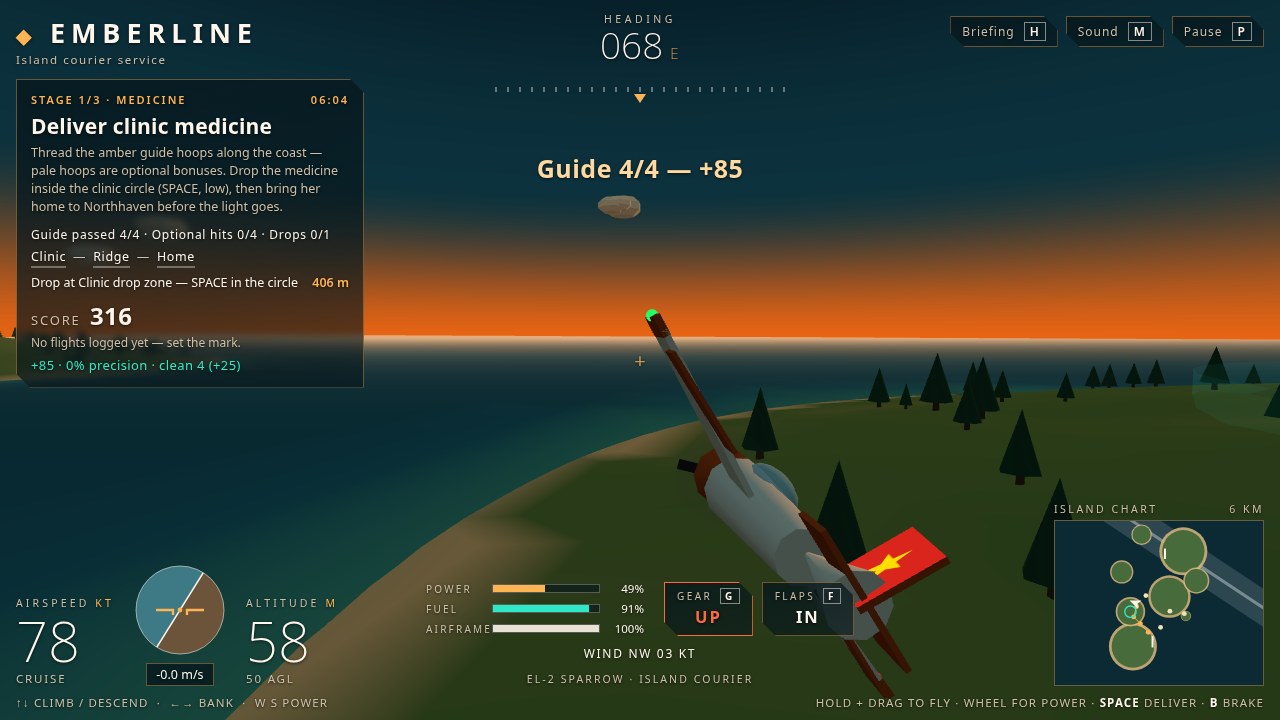 ◆ EMBERLINE
Island courier service
HEADING
068 E
Briefing H
Sound M
Pause P
STAGE 1/3 · MEDICINE 06:04
Deliver clinic medicine
Thread the amber guide hoops along the coast —
pale hoops are optional bonuses. Drop the medicine
inside the clinic circle (SPACE, low), then bring her
home to Northhaven before the light goes.
Guide passed 4/4 · Optional hits 0/4 · Drops 0/1
Clinic — Ridge — Home
Drop at Clinic drop zone — SPACE in the circle 406 m
SCORE 316
No flights logged yet — set the mark.
+85 · 0% precision · clean 4 (+25)
Guide 4/4 — +85
ISLAND CHART 6 KM
AIRSPEED KT
78
CRUISE
-0.0 m/s
ALTITUDE M
58
50 AGL
POWER 49%
FUEL 91%
AIRFRAME 100%
GEAR G
UP
FLAPS F
IN
WIND NW 03 KT
EL-2 SPARROW · ISLAND COURIER
↑↓ CLIMB / DESCEND · ←→ BANK · W S POWER
HOLD + DRAG TO FLY · WHEEL FOR POWER · SPACE DELIVER · B BRAKE